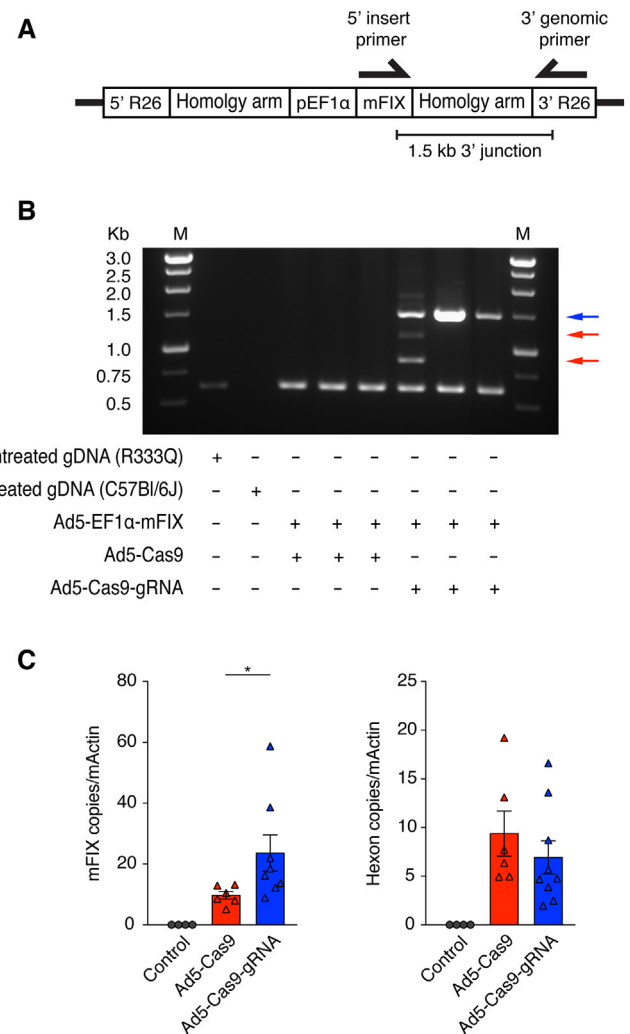 A
5' insert primer
3' genomic primer
5' R26
Homolgy arm
pEF1α
mFIX
Homolgy arm
3' R26
1.5 kb 3' junction
B
Kb
M
M
3.0
2.5
2.0
1.5
1.0
0.75
0.5
ntreated gDNA (R333Q) + – – – – – – –
eated gDNA (C57Bl/6J) – + – – – – – –
Ad5-EF1α-mFIX – – + + + + + +
Ad5-Cas9 – – + + + – – –
Ad5-Cas9-gRNA – – – – – + + +
C
mFIX copies/mActin
80
60
40
20
0
*
Control
Ad5-Cas9
Ad5-Cas9-gRNA
Hexon copies/mActin
25
20
15
10
5
0
Control
Ad5-Cas9
Ad5-Cas9-gRNA